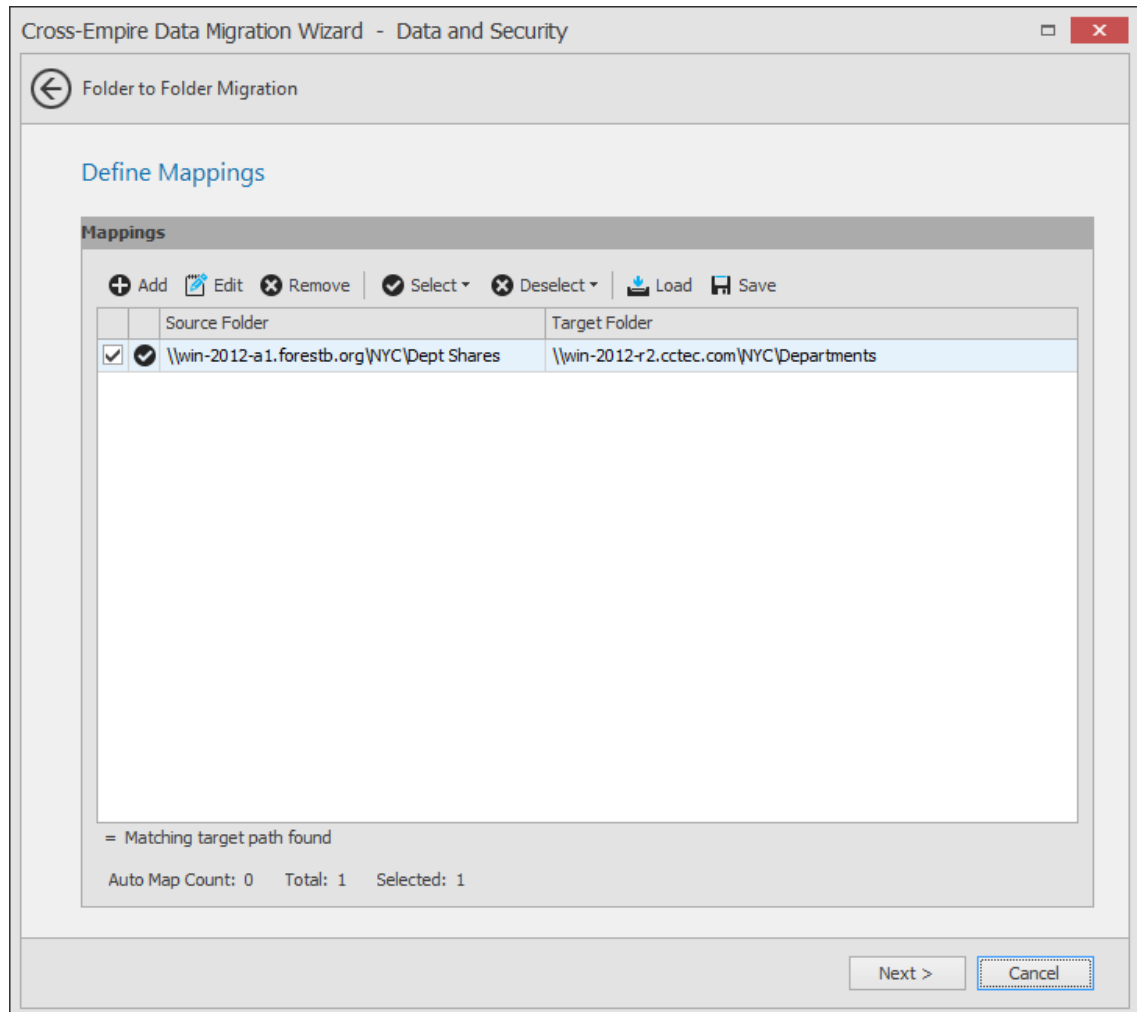 Cross-Empire Data Migration Wizard - Data and Security
Folder to Folder Migration
Define Mappings
Mappings
Add Edit Remove Select Deselect Load Save
Source Folder Target Folder
\\win-2012-a1.forestb.org\NYC\Dept Shares \\win-2012-r2.cctec.com\NYC\Departments
= Matching target path found
Auto Map Count: 0 Total: 1 Selected: 1
Next > Cancel